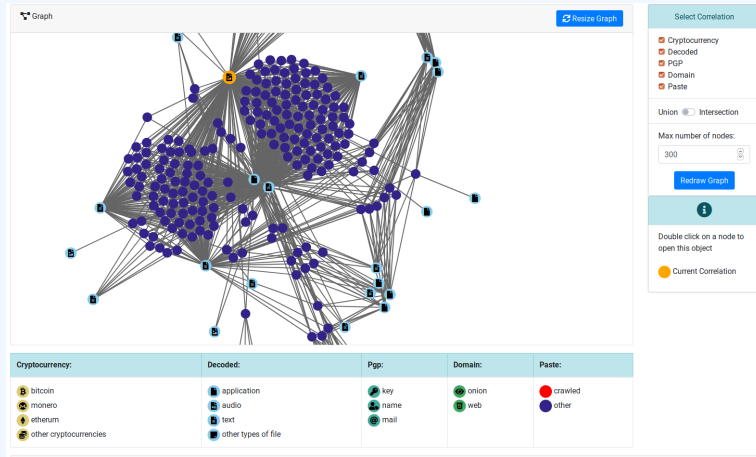 Graph
Resize Graph
Select Correlation
Cryptocurrency
Decoded
PGP
Domain
Paste
Union Intersection
Max number of nodes:
300
Redraw Graph
Double click on a node to
open this object
Current Correlation
Cryptocurrency: Decoded: Pgp: Domain: Paste:
bitcoin application key onion crawled
monero audio name web other
etherum text mail
other cryptocurrencies other types of file